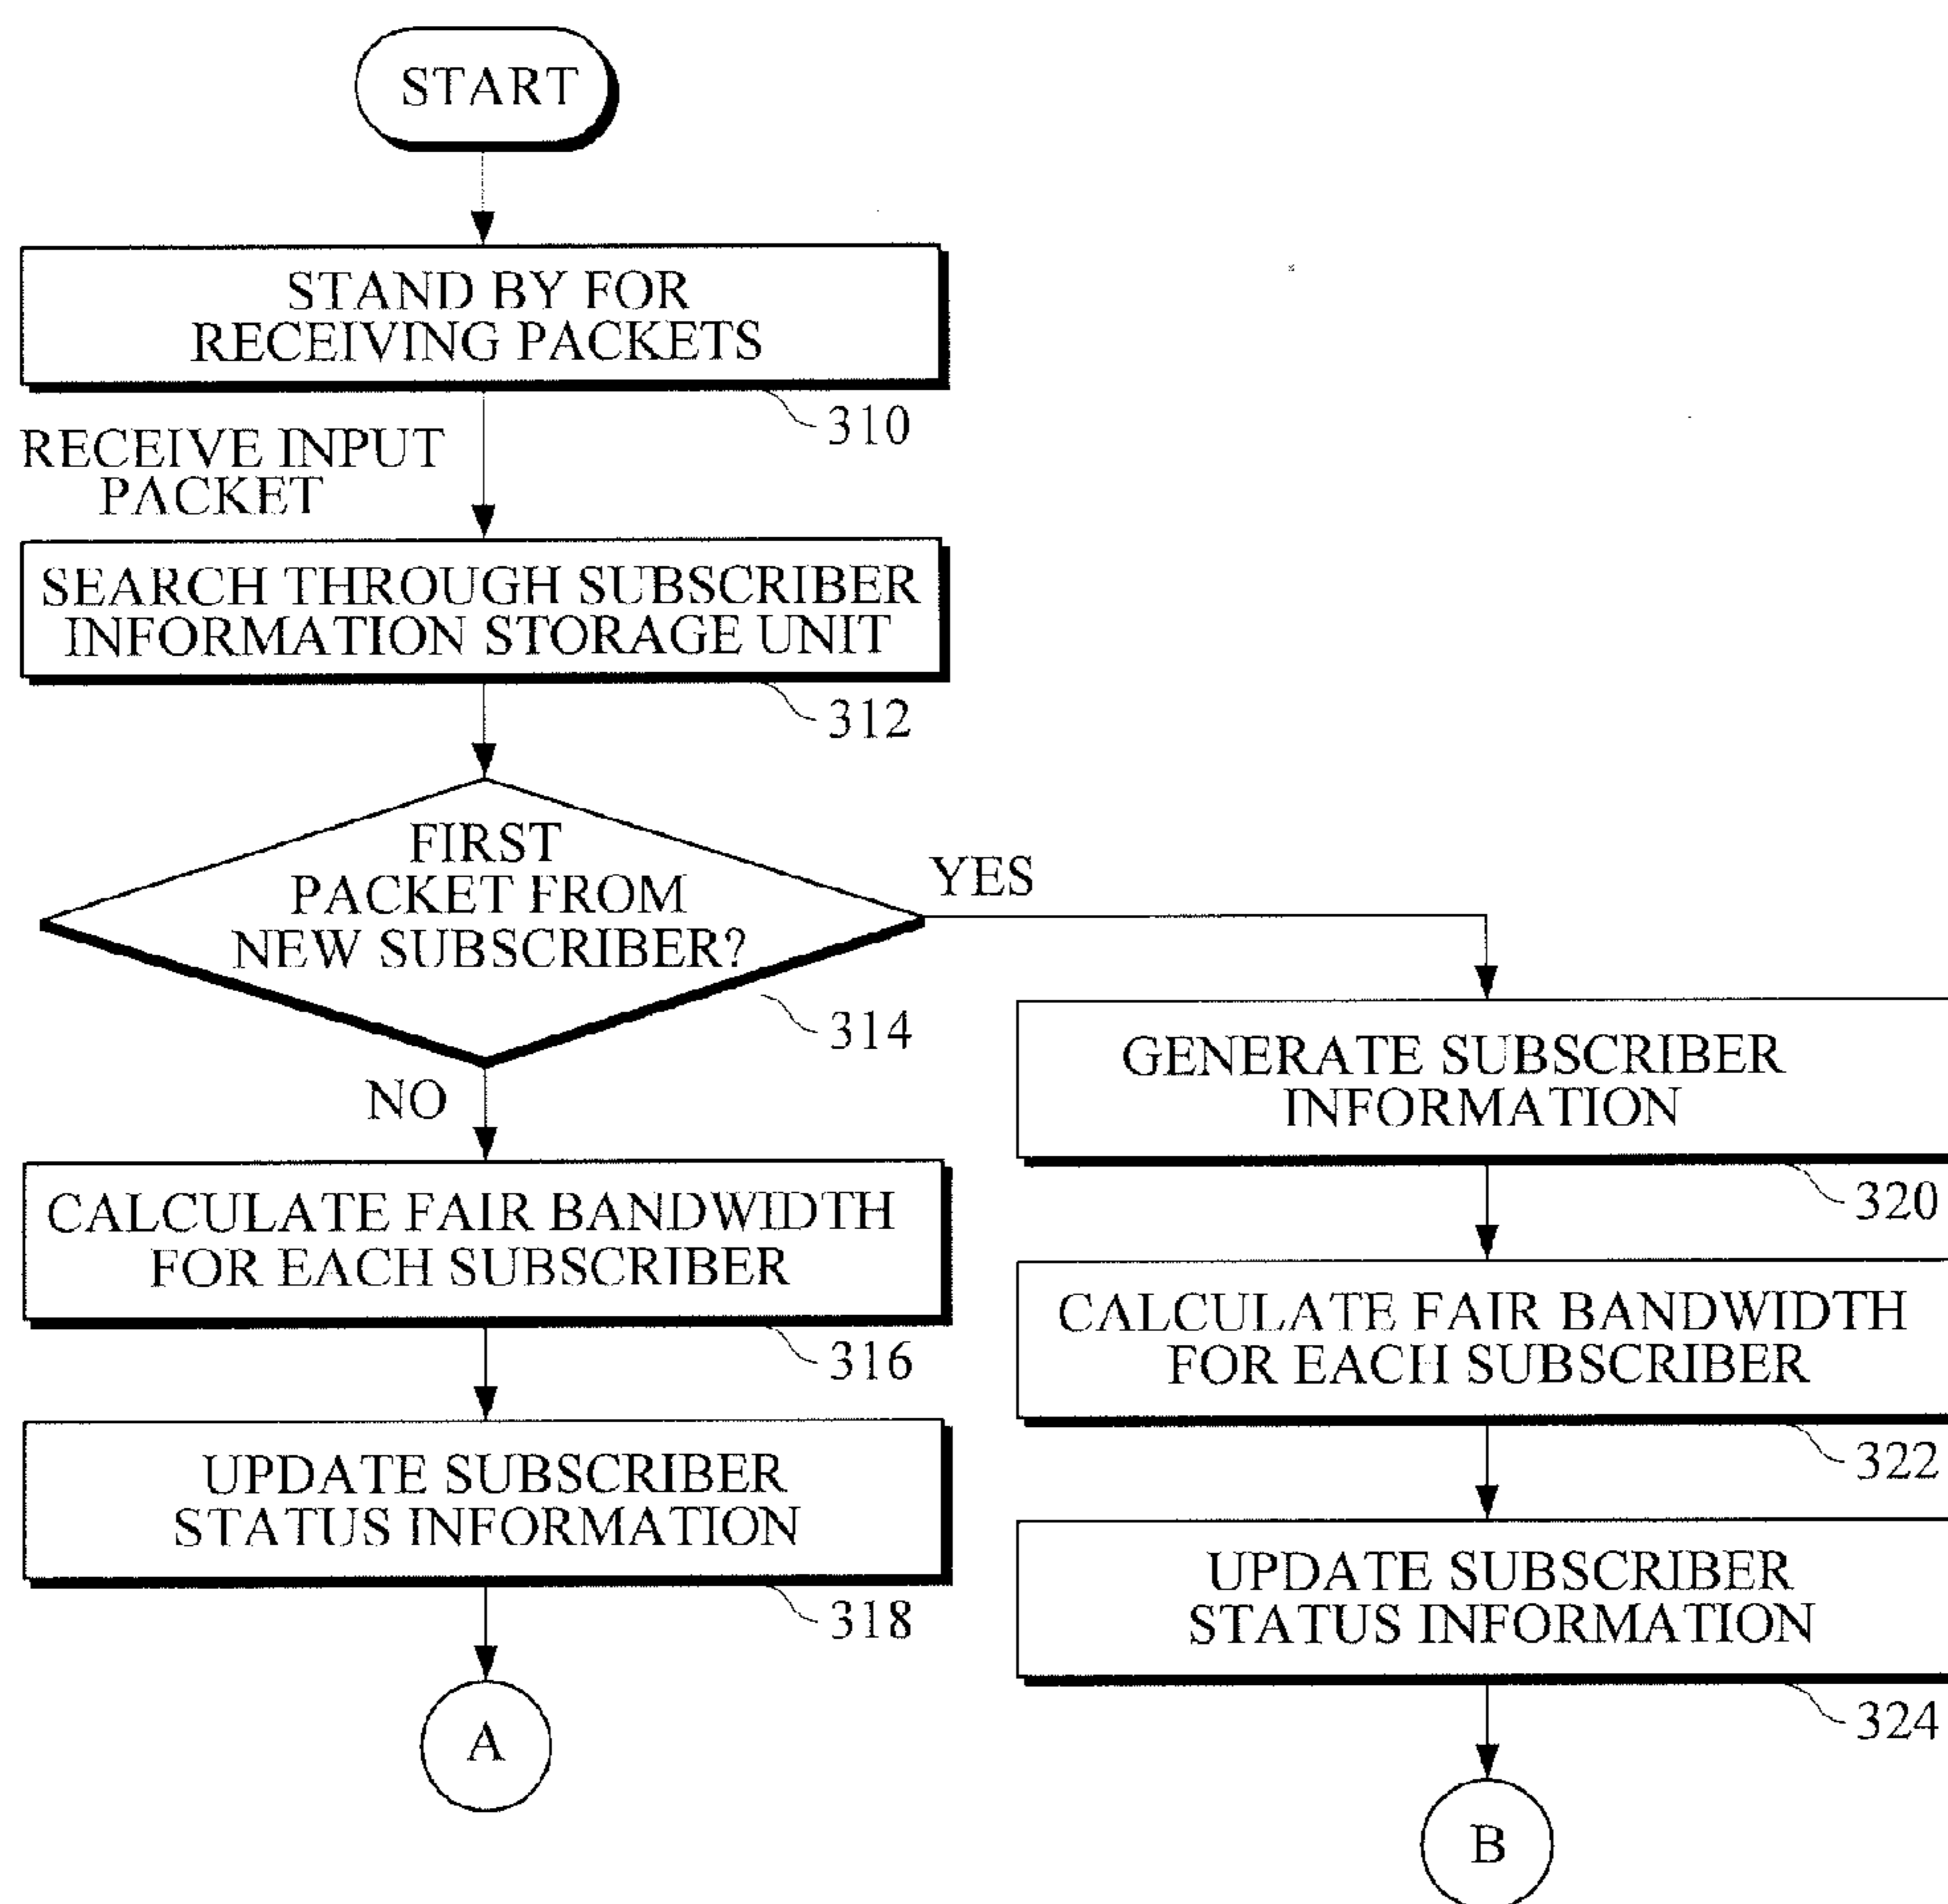 START
STAND BY FOR
RECEIVING PACKETS
310
RECEIVE INPUT
PACKET
SEARCH THROUGH SUBSCRIBER
INFORMATION STORAGE UNIT
312
FIRST
PACKET FROM
NEW SUBSCRIBER?
314
YES
NO
CALCULATE FAIR BANDWIDTH
FOR EACH SUBSCRIBER
316
UPDATE SUBSCRIBER
STATUS INFORMATION
318
A
GENERATE SUBSCRIBER
INFORMATION
320
CALCULATE FAIR BANDWIDTH
FOR EACH SUBSCRIBER
322
UPDATE SUBSCRIBER
STATUS INFORMATION
324
B